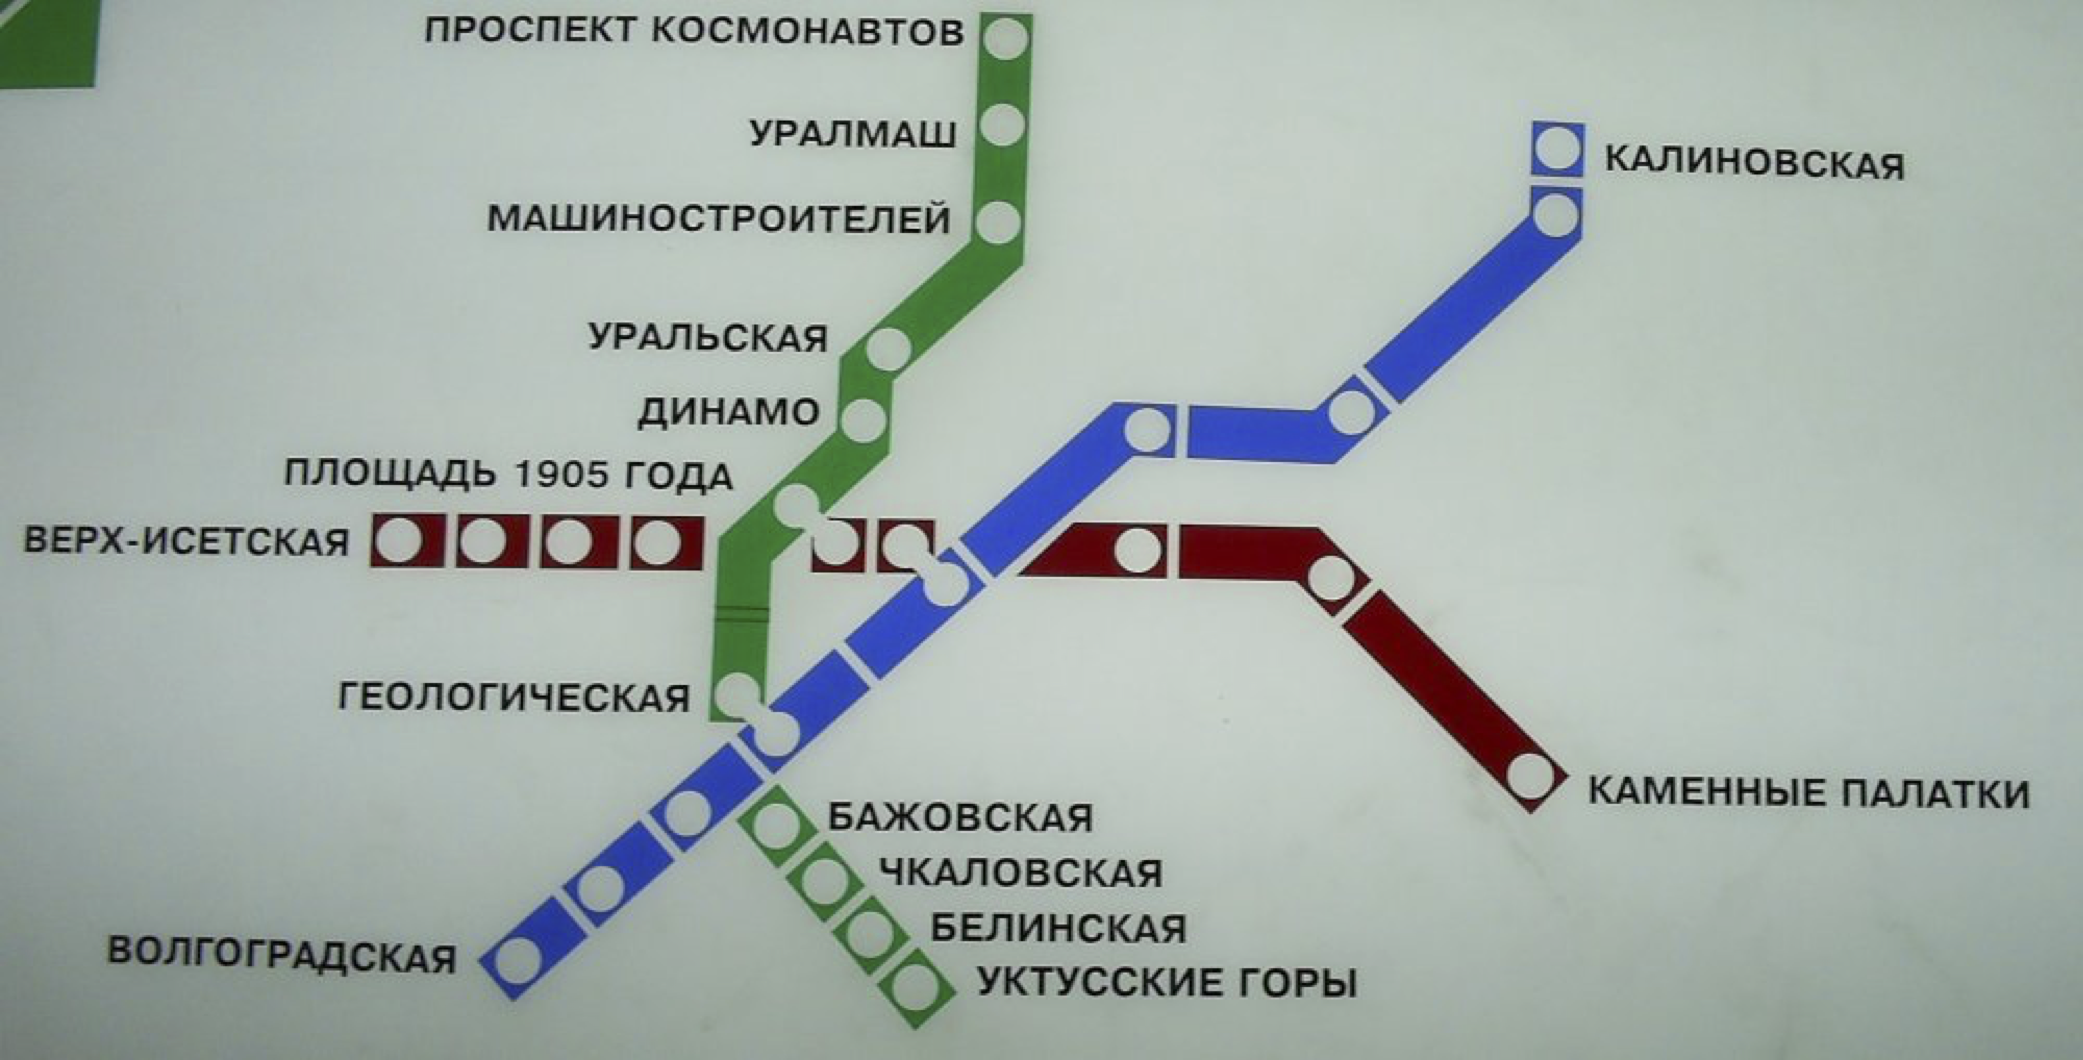 ПРОСПЕКТ КОСМОНАВТОВ
УРАЛМАШ
КАЛИНОВСКАЯ
МАШИНОСТРОИТЕЛЕЙ
УРАЛЬСКАЯ
ДИНАМО
ПЛОЩАДЬ 1905 ГОДА
ВЕРХ-ИСЕТСКАЯ
ГЕОЛОГИЧЕСКАЯ
КАМЕННЫЕ ПАЛАТКИ
БАЖОВСКАЯ
ЧКАЛОВСКАЯ
БЕЛИНСКАЯ
ВОЛГОГРАДСКАЯ
УКТУССКИЕ ГОРЫ